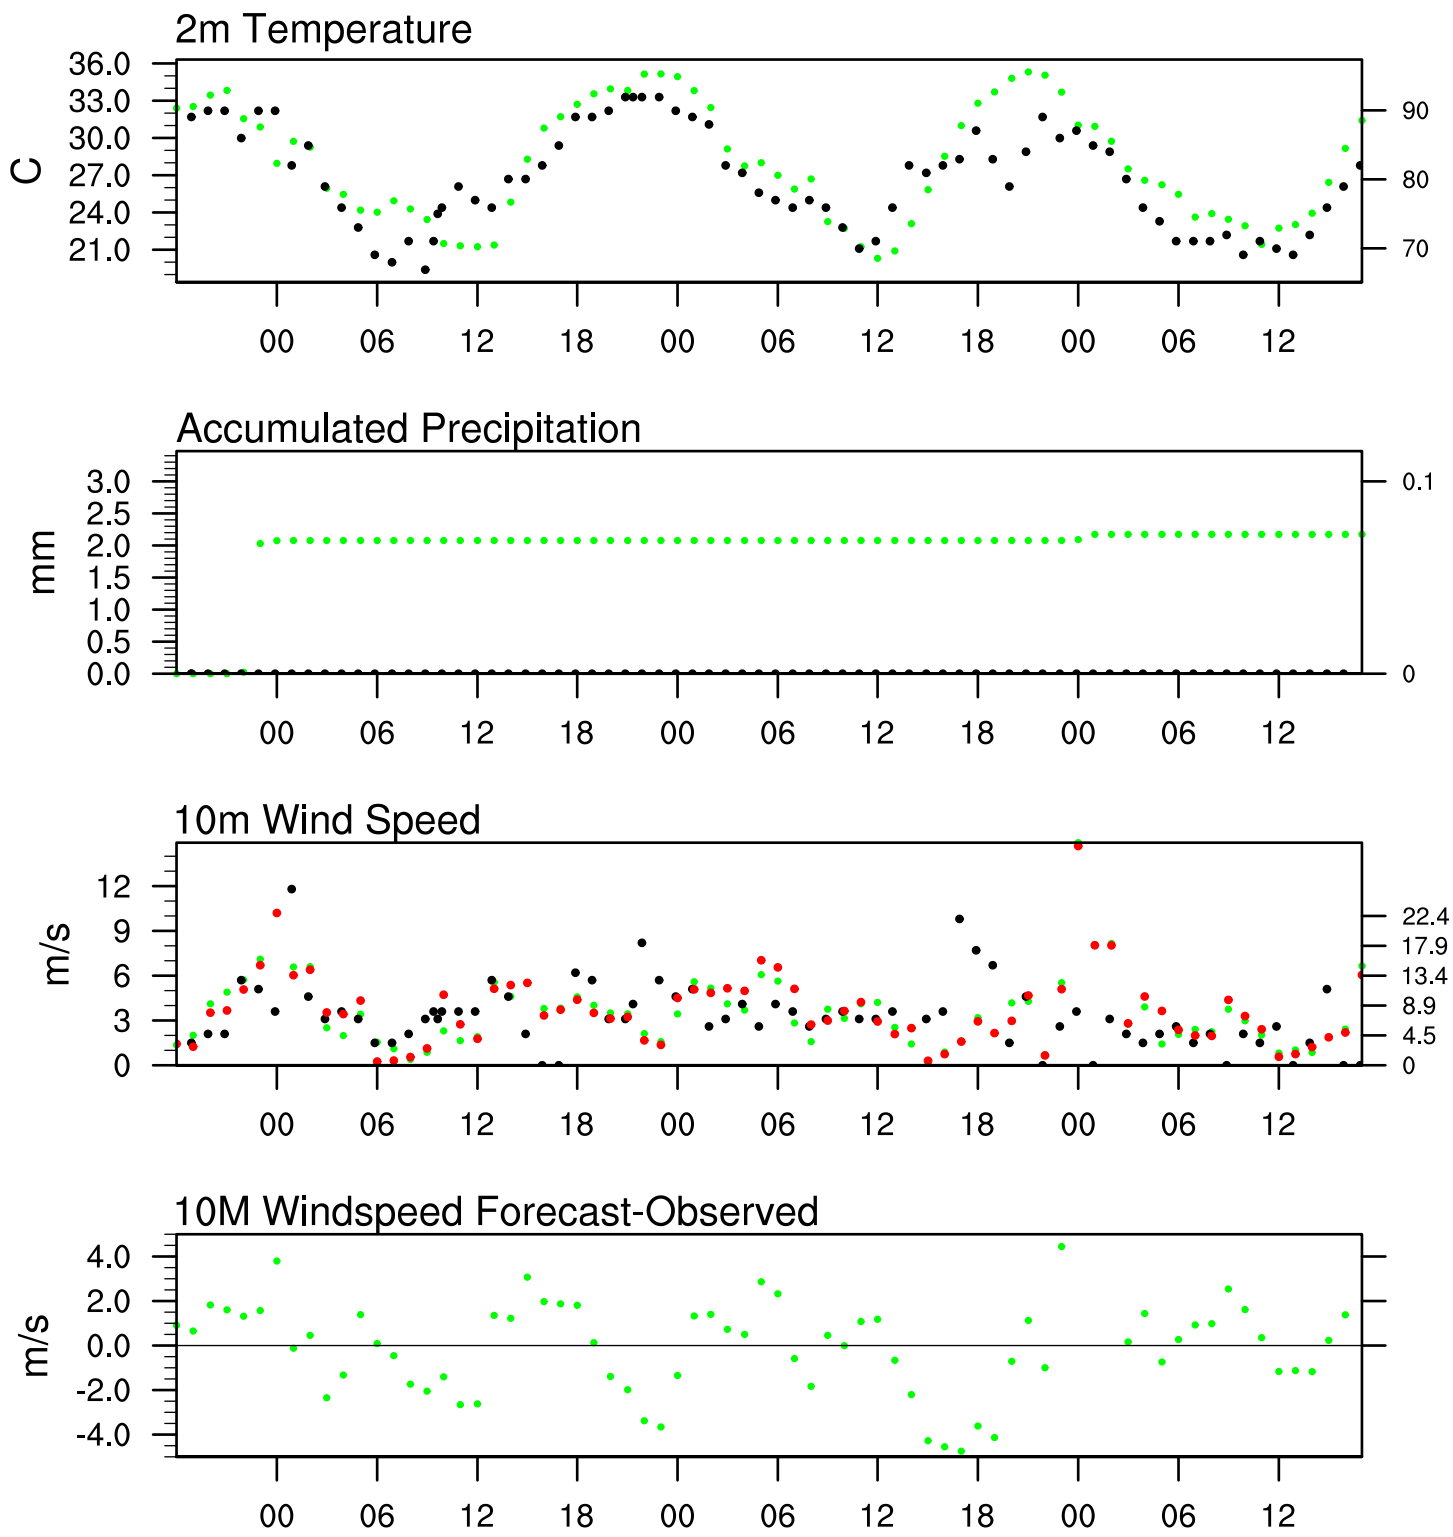 2m Temperature
36.0
33.0
30.0
27.0
24.0
21.0
C
90
80
70
00 06 12 18 00 06 12 18 00 06 12
Accumulated Precipitation
3.0
2.5
2.0
1.5
1.0
0.5
0.0
mm
0.1
0
00 06 12 18 00 06 12 18 00 06 12
10m Wind Speed
12
9
6
3
0
m/s
22.4
17.9
13.4
8.9
4.5
0
00 06 12 18 00 06 12 18 00 06 12
10M Windspeed Forecast-Observed
4.0
2.0
0.0
-2.0
-4.0
m/s
00 06 12 18 00 06 12 18 00 06 12